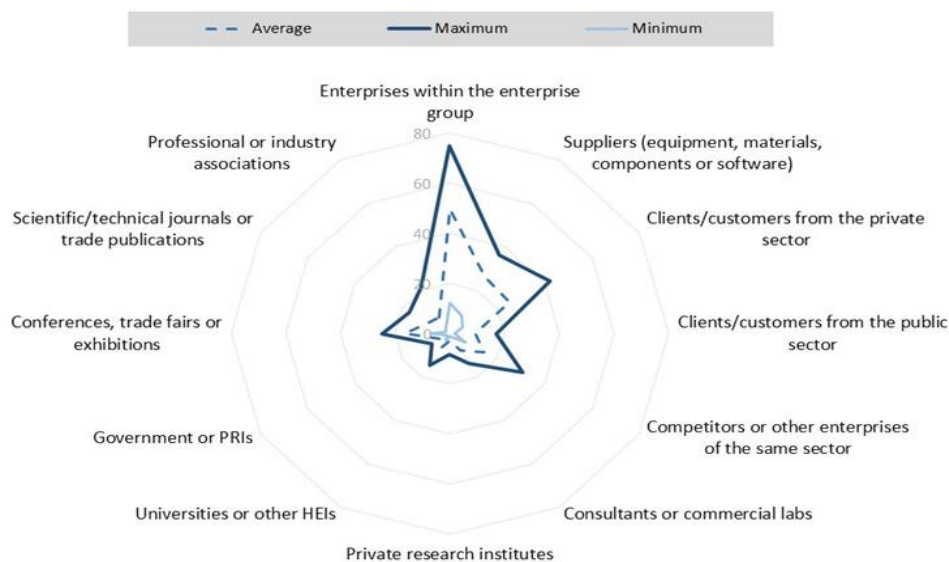 Average Maximum Minimum
Enterprises within the enterprise
group
Professional or industry
associations
Suppliers (equipment, materials,
components or software)
80
60
40
20
0
Scientific/technical journals or
trade publications
Clients/customers from the private
sector
Conferences, trade fairs or
exhibitions
Clients/customers from the public
sector
Government or PRIs
Competitors or other enterprises
of the same sector
Universities or other HEIs
Consultants or commercial labs
Private research institutes